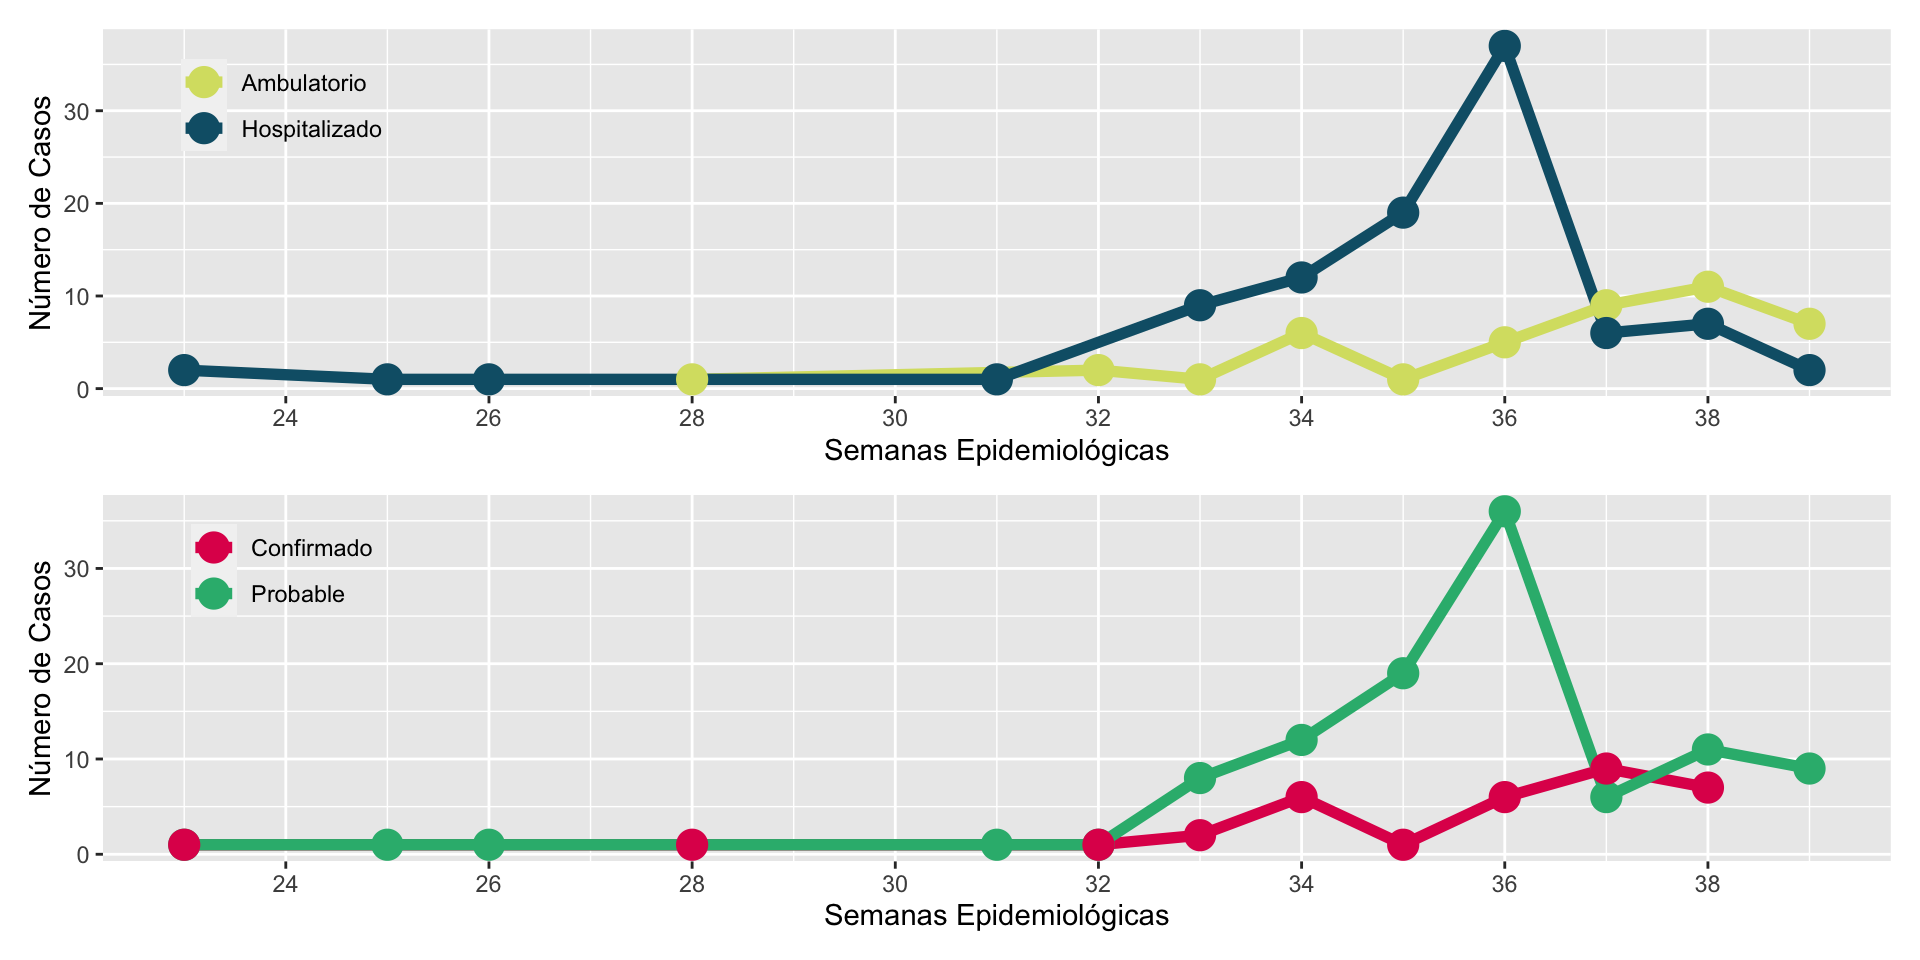 Número de Casos
30
20
10
0
Ambulatorio
Hospitalizado
24 26 28 30 32 34 36 38
Semanas Epidemiológicas
Número de Casos
30
20
10
0
Confirmado
Probable
24 26 28 30 32 34 36 38
Semanas Epidemiológicas